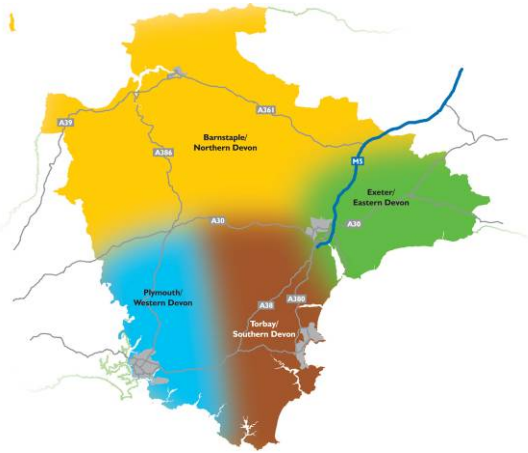 A39
A361
Barnstaple/
Northern Devon
A386
M5
Exeter/
Eastern Devon
A30
A30
Plymouth/
Western Devon
A38
A380
Torbay/
Southern Devon